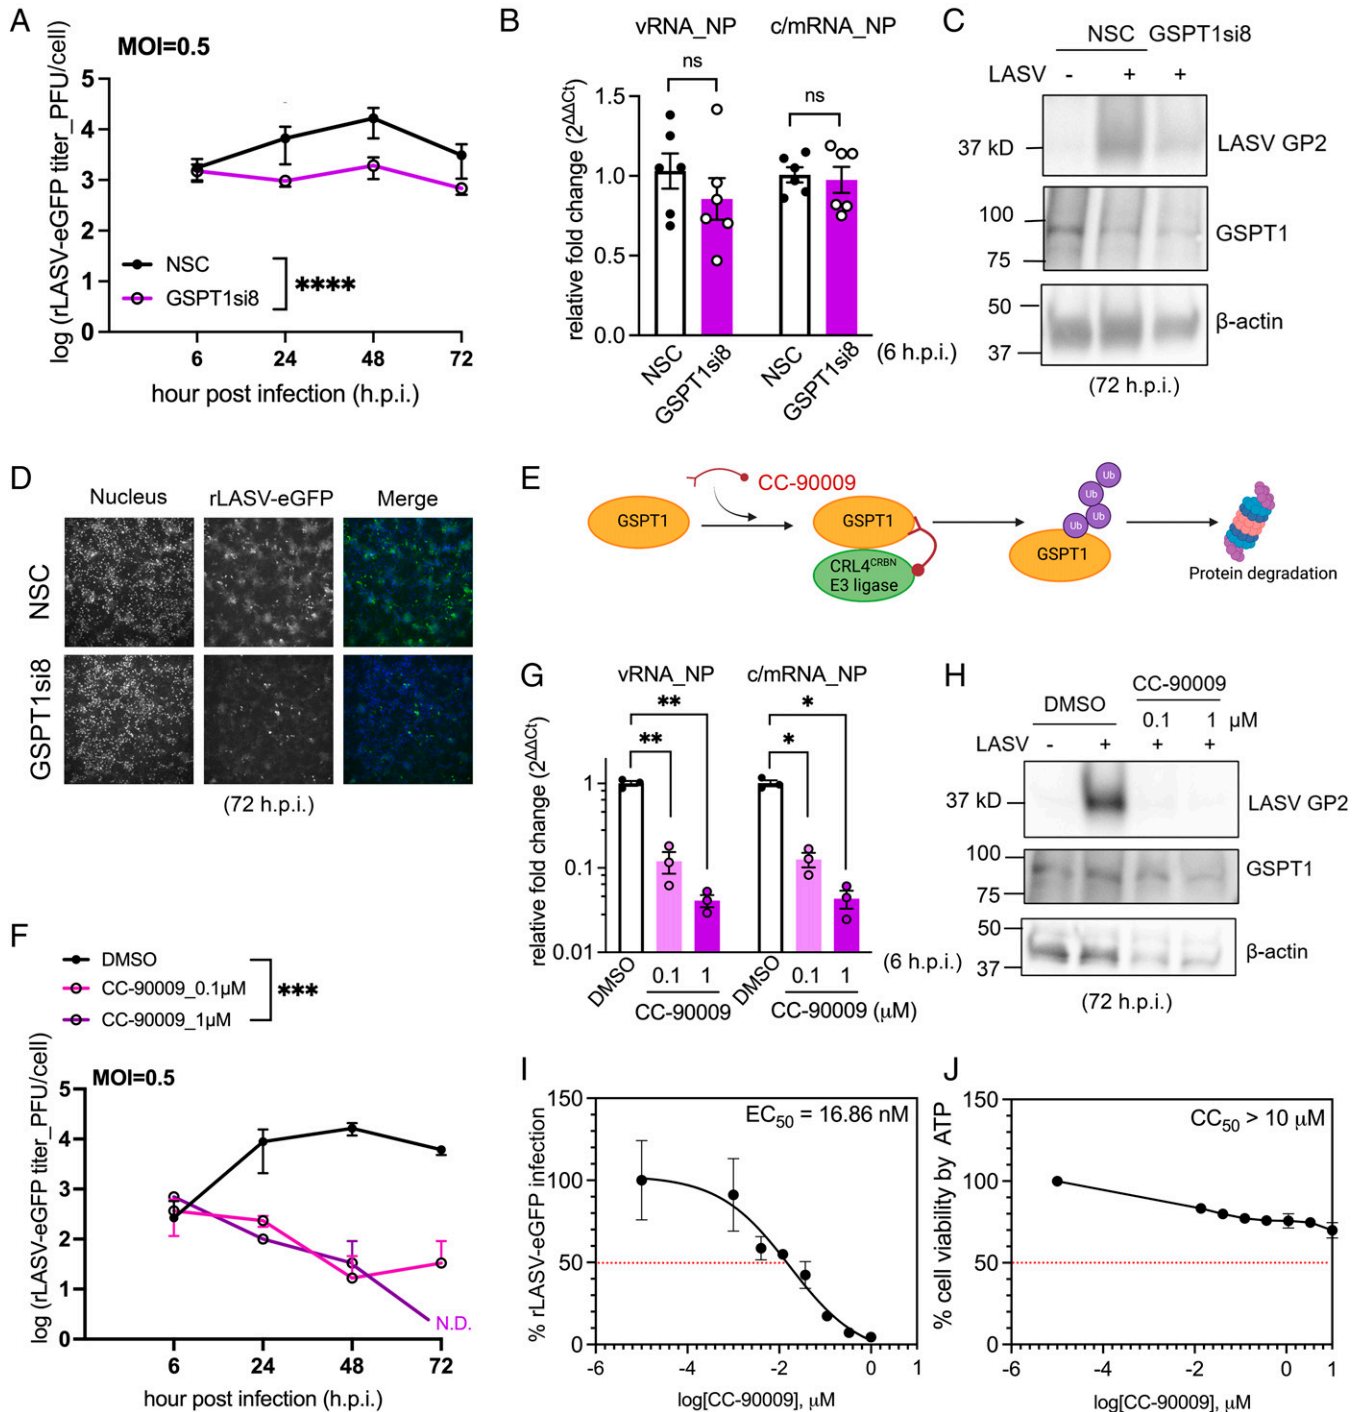 A
MOI=0.5
log (rLASV-eGFP titer_PFU/cell)
5
4
3
2
1
0
NSC
GSPT1si8
****
6 24 48 72
hour post infection (h.p.i.)
B
vRNA_NP c/mRNA_NP
ns ns
relative fold change (2ΔΔCt)
1.5
1.0
0.5
0.0
NSC GSPT1si8 NSC GSPT1si8
(6 h.p.i.)
C
NSC GSPT1si8
LASV - + +
37 kD LASV GP2
100
GSPT1
75
50
β-actin
37
(72 h.p.i.)
D
Nucleus rLASV-eGFP Merge
NSC
GSPT1si8
(72 h.p.i.)
E
CC-90009
GSPT1
GSPT1
CRL4CRBN
E3 ligase
Ub
Ub
Ub
Ub
GSPT1
Protein degradation
F
DMSO
CC-90009_0.1μM
CC-90009_1μM
***
MOI=0.5
log (rLASV-eGFP titer_PFU/cell)
5
4
3
2
1
0
N.D.
6 24 48 72
hour post infection (h.p.i.)
G
vRNA_NP c/mRNA_NP
** *
** *
relative fold change (2ΔΔCt)
1
0.1
0.01
DMSO 0.1 1 DMSO 0.1 1
(6 h.p.i.)
CC-90009 CC-90009 (μM)
H
CC-90009
DMSO 0.1 1 μM
LASV - + + +
37 kD LASV GP2
100
GSPT1
75
50
β-actin
37
(72 h.p.i.)
I
EC50 = 16.86 nM
% rLASV-eGFP infection
150
100
50
0
-6 -4 -2 0 2
log[CC-90009], μM
J
CC50 > 10 μM
% cell viability by ATP
150
100
50
0
-6 -4 -2 0 1
log[CC-90009], μM